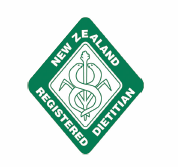 NEW ZEALAND
REGISTERED DIETITIAN